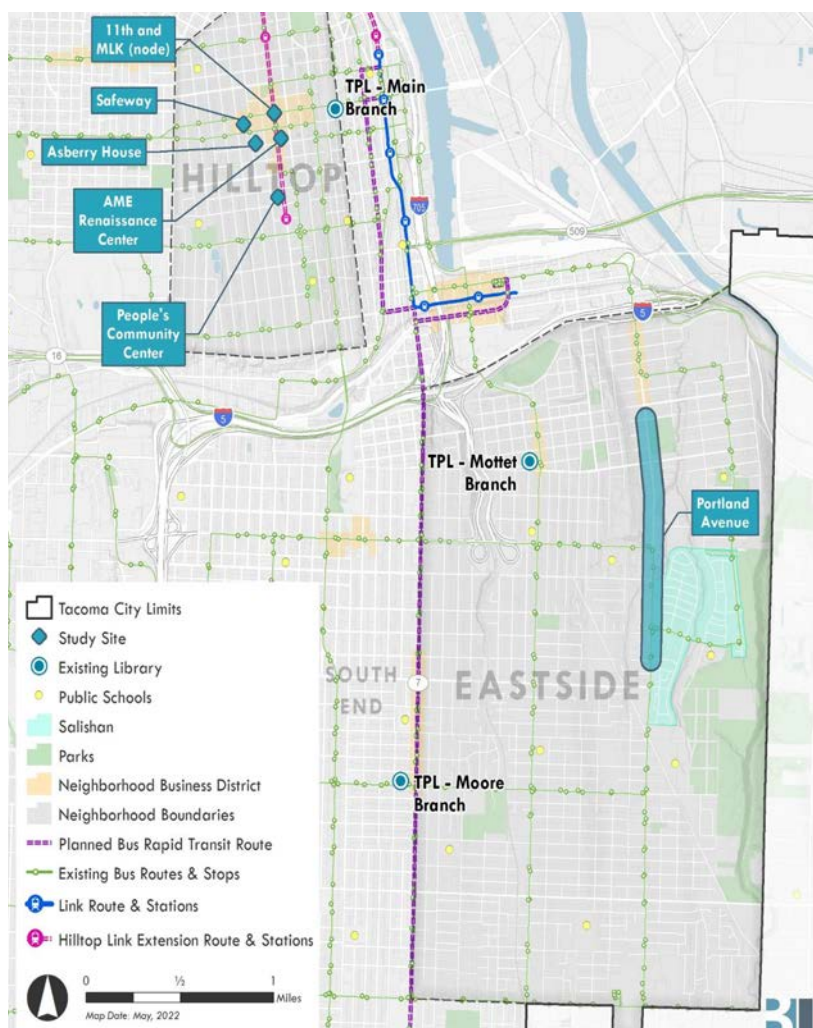 11th and
MLK (node)
Safeway
Asberry House
AME
Renaissance
Center
People's
Community
Center
TPL - Main
Branch
HILLTOP
705
509
5
16
5
TPL - Mottet
Branch
Portland
Avenue
SOUTH
END
7
EASTSIDE
TPL - Moore
Branch
Tacoma City Limits
Study Site
Existing Library
Public Schools
Salishan
Parks
Neighborhood Business District
Neighborhood Boundaries
Planned Bus Rapid Transit Route
Existing Bus Routes & Stops
Link Route & Stations
Hilltop Link Extension Route & Stations
0 ½ 1
Miles
Map Date: May, 2022